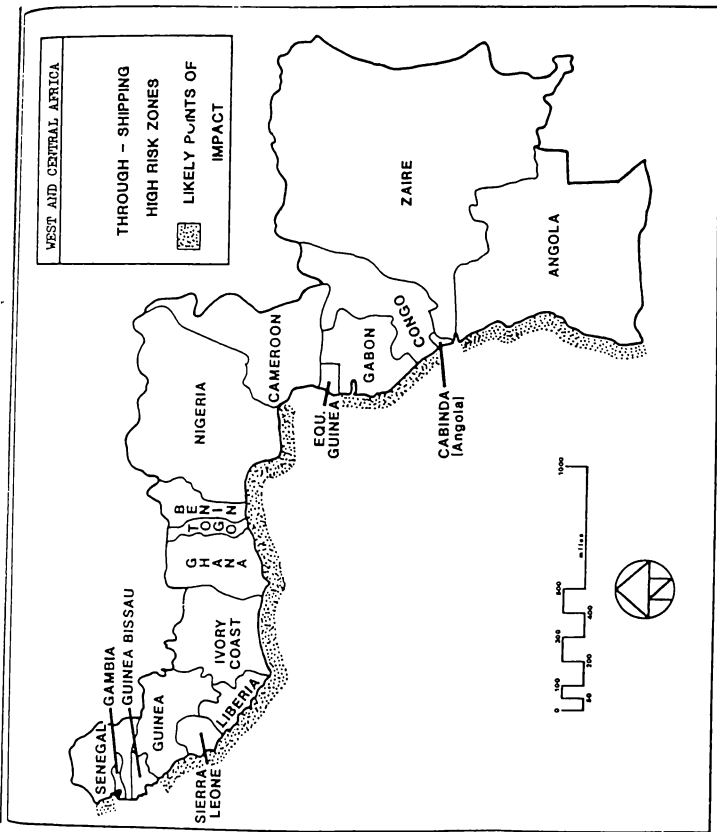 WEST AND CENTRAL AFRICA
THROUGH - SHIPPING
HIGH RISK ZONES
LIKELY POINTS OF
IMPACT
SENEGAL
GAMBIA
GUINEA BISSAU
GUINEA
SIERRA
LEONE
LIBERIA
IVORY
COAST
GHANA
TOGO
BENIN
NIGERIA
CAMEROON
EQU.
GUINEA
GABON
CONGO
CABINDA
[Angola]
ZAIRE
ANGOLA
0 100 300 500 1000
50 200 400
miles
N